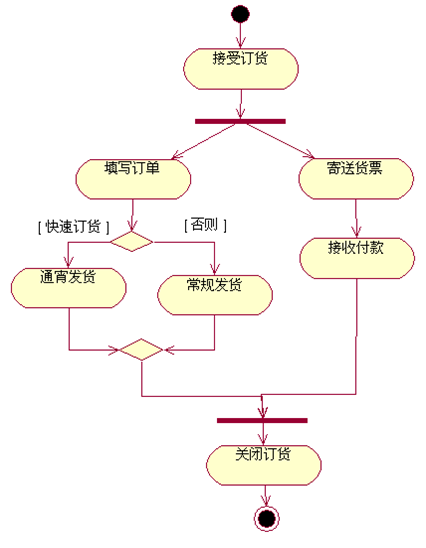 接受订货
填写订单
寄送货票
[ 快速订货 ]
[ 否则 ]
接收付款
通宵发货
常规发货
关闭订货